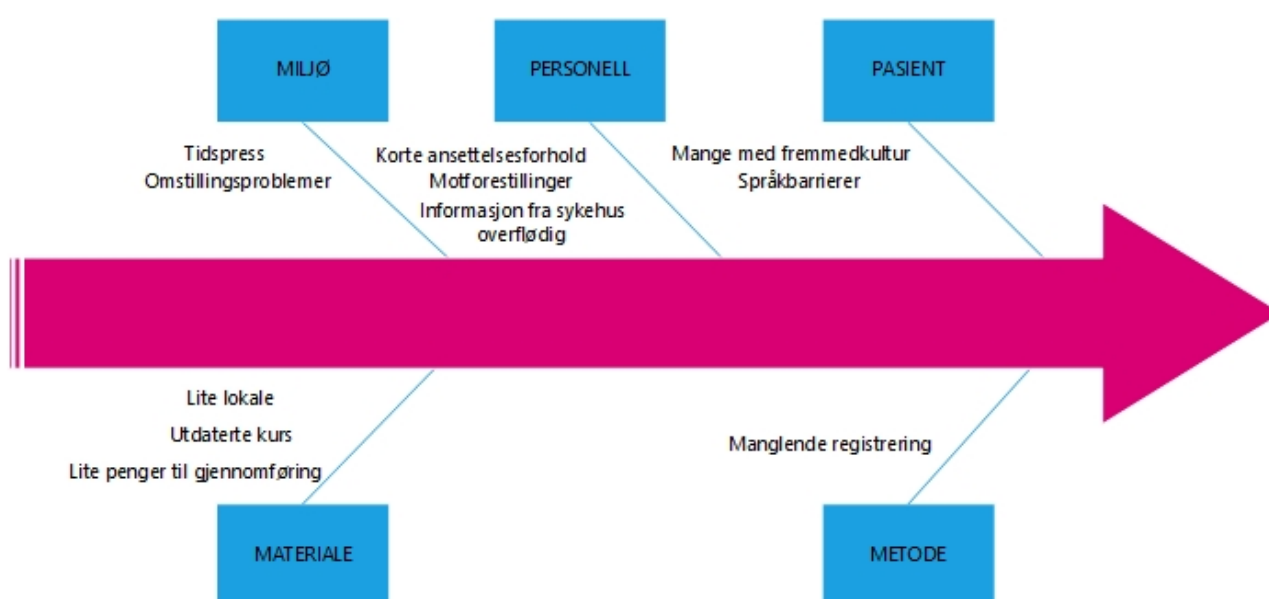 MILJØ
PERSONELL
PASIENT
Tidspress
Omstillingsproblemer
Korte ansettelsesforhold
Motforestillinger
Informasjon fra sykehus
overflødig
Mange med fremmedkultur
Språkbarrierer
Lite lokale
Utdaterte kurs
Lite penger til gjennomføring
Manglende registrering
MATERIALE
METODE